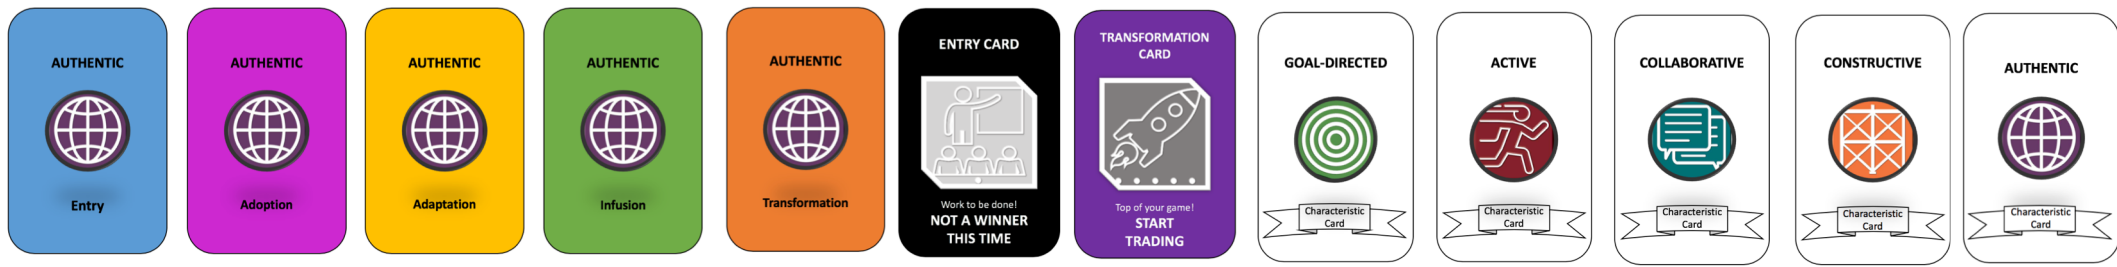 AUTHENTIC
Entry
AUTHENTIC
Adoption
AUTHENTIC
Adaptation
AUTHENTIC
Infusion
AUTHENTIC
Transformation
ENTRY CARD
Work to be done!
NOT A WINNER
THIS TIME
TRANSFORMATION
CARD
Top of your game!
START
TRADING
GOAL-DIRECTED
Characteristic
Card
ACTIVE
Characteristic
Card
COLLABORATIVE
Characteristic
Card
CONSTRUCTIVE
Characteristic
Card
AUTHENTIC
Characteristic
Card